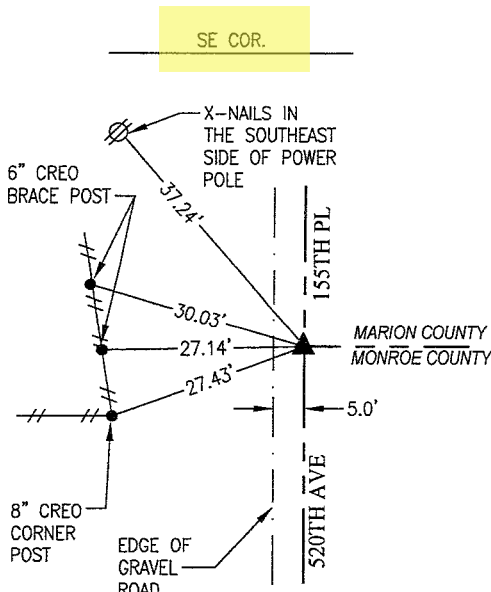 SE COR.
X-NAILS IN
THE SOUTHEAST
SIDE OF POWER
POLE
6" CREO
BRACE POST
37.24'
155TH PL
30.03'
27.14'
27.43'
MARION COUNTY
MONROE COUNTY
5.0'
8" CREO
CORNER
POST
520TH AVE
EDGE OF
GRAVEL
ROAD